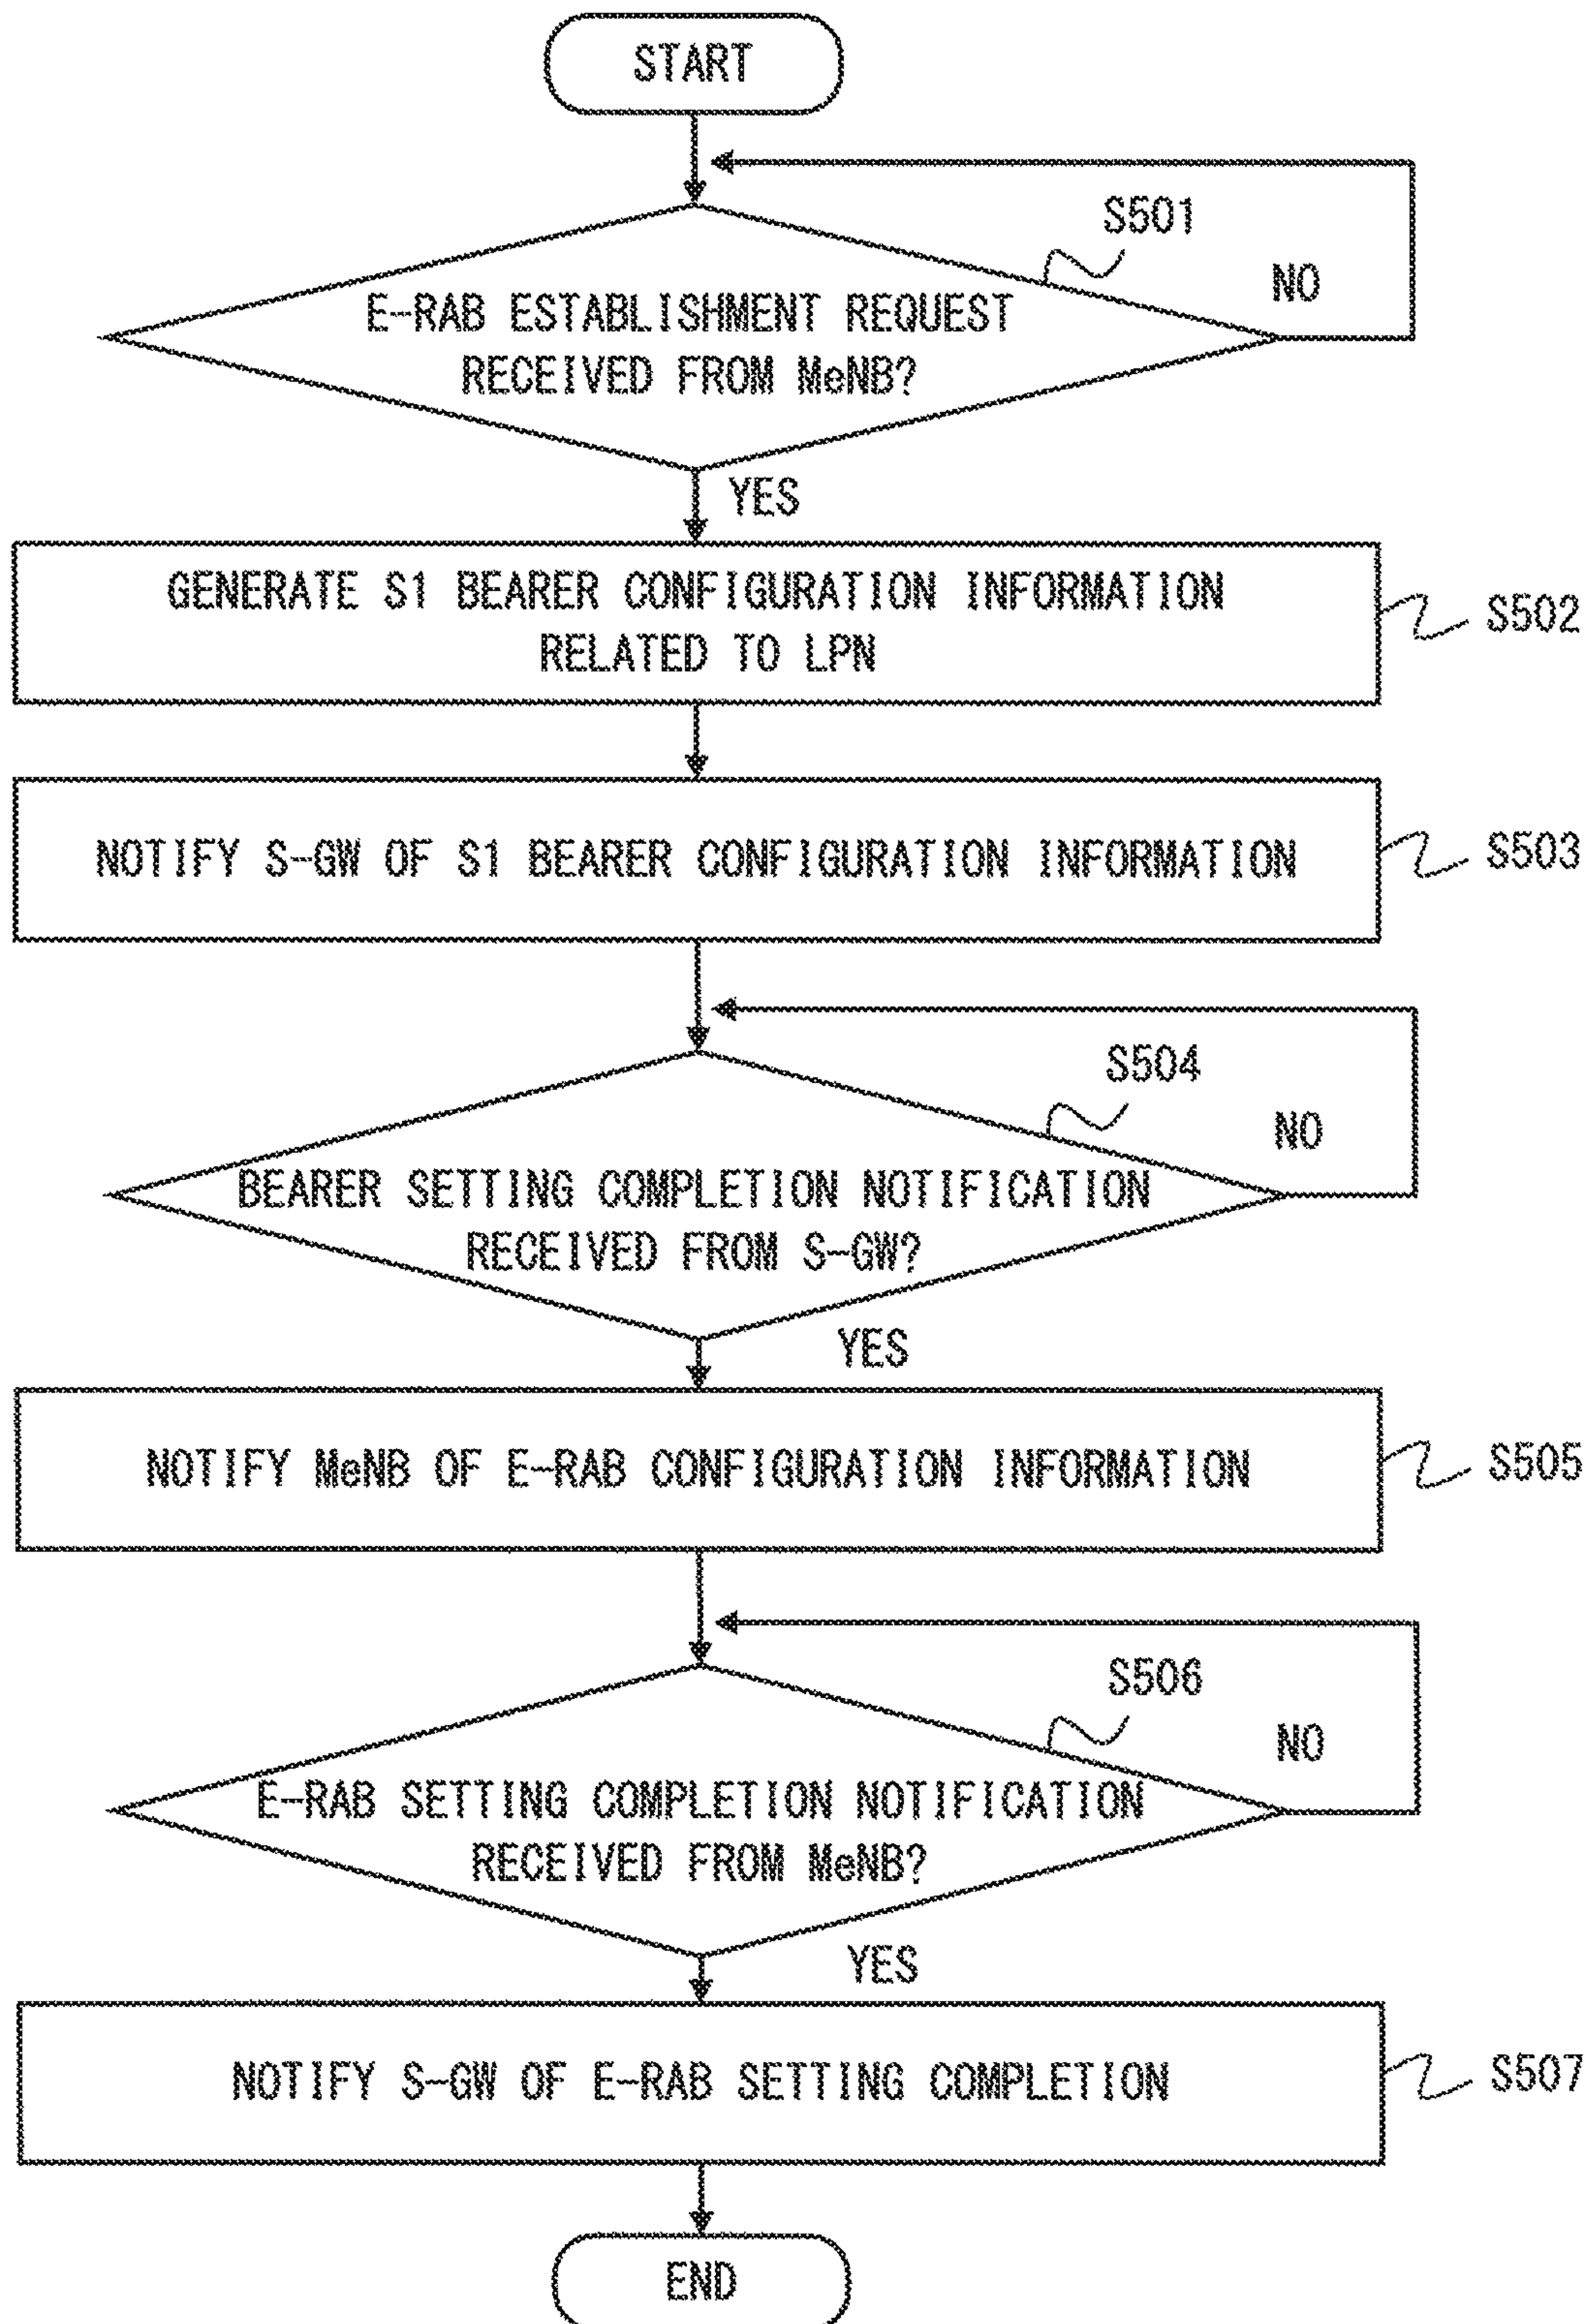 START
S501
NO
E-RAB ESTABLISHMENT REQUEST
RECEIVED FROM MeNB?
YES
GENERATE S1 BEARER CONFIGURATION INFORMATION
RELATED TO LPN
S502
NOTIFY S-GW OF S1 BEARER CONFIGURATION INFORMATION
S503
S504
NO
BEARER SETTING COMPLETION NOTIFICATION
RECEIVED FROM S-GW?
YES
NOTIFY MeNB OF E-RAB CONFIGURATION INFORMATION
S505
S506
NO
E-RAB SETTING COMPLETION NOTIFICATION
RECEIVED FROM MeNB?
YES
NOTIFY S-GW OF E-RAB SETTING COMPLETION
S507
END